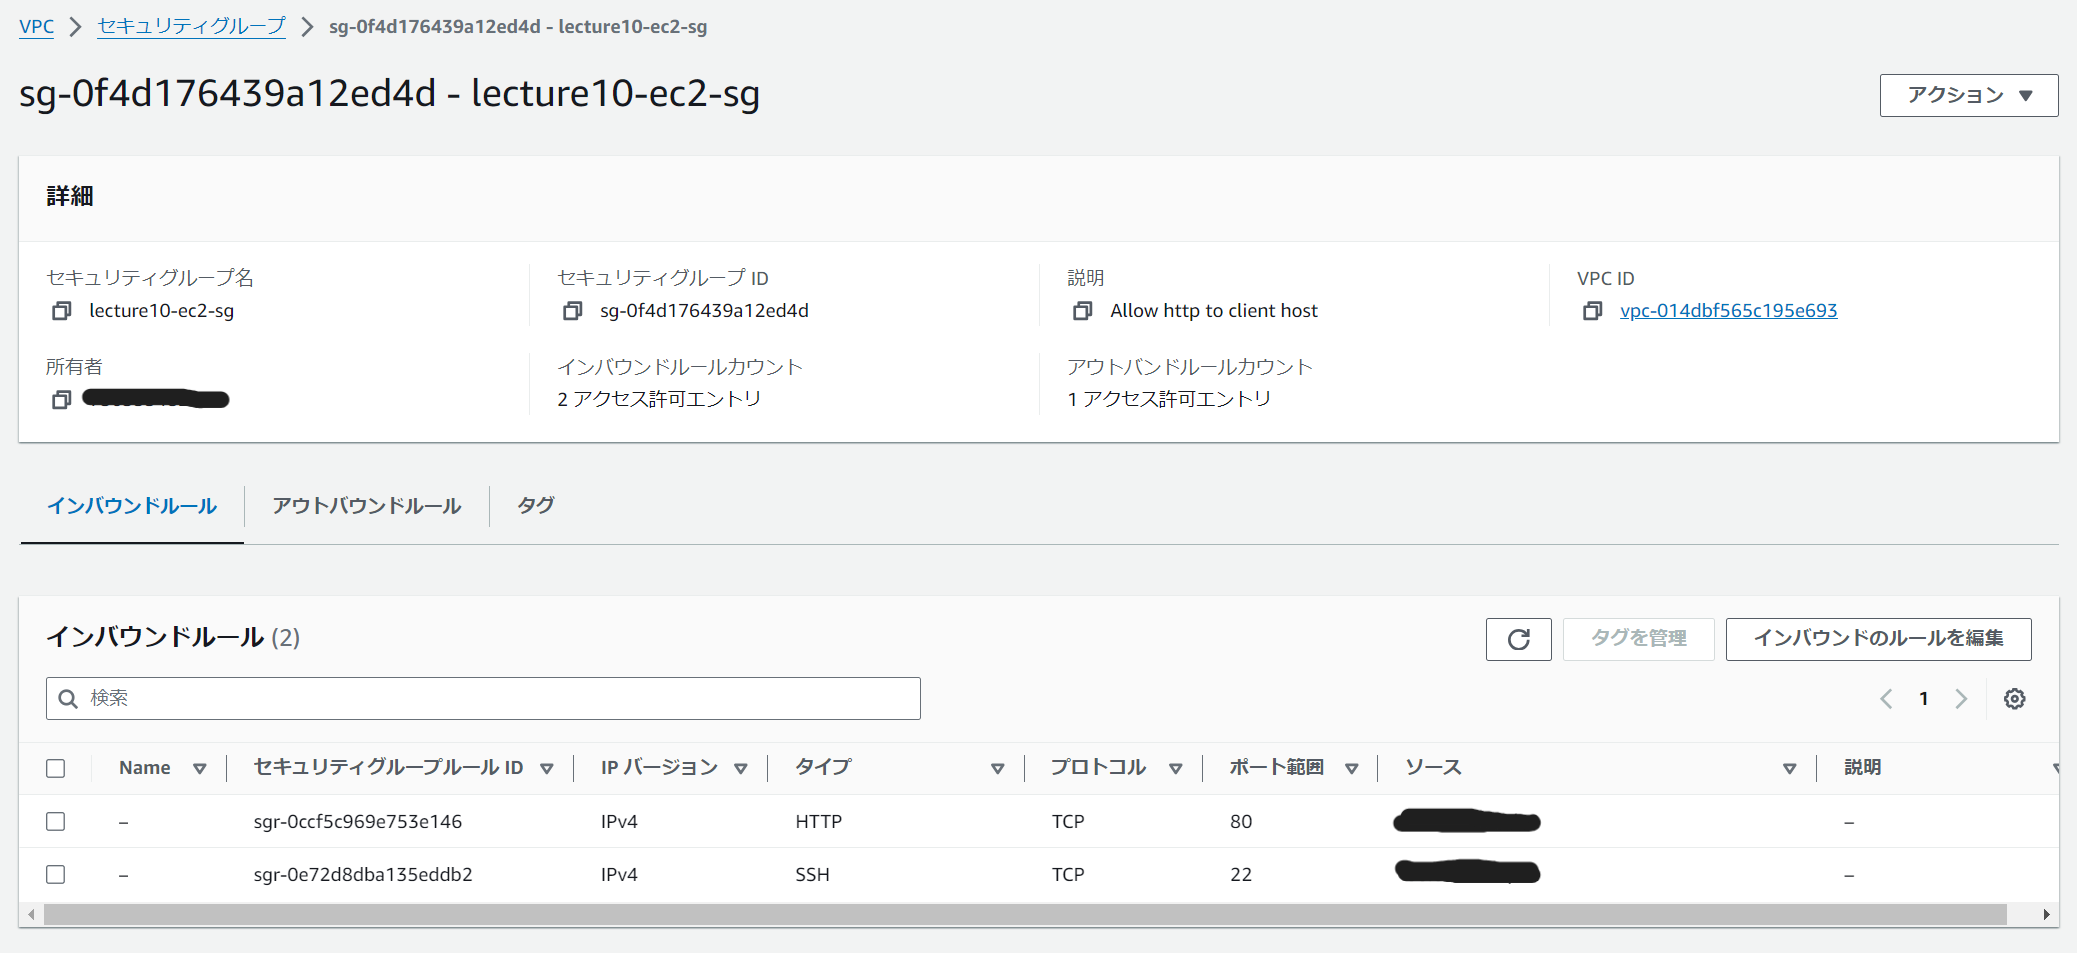 VPC > セキュリティグループ > sg-0f4d176439a12ed4d - lecture10-ec2-sg
sg-0f4d176439a12ed4d - lecture10-ec2-sg
アクション
詳細
セキュリティグループ名
lecture10-ec2-sg
セキュリティグループ ID
sg-0f4d176439a12ed4d
説明
Allow http to client host
VPC ID
vpc-014dbf565c195e693
所有者
インバウンドルールカウント
2 アクセス許可エントリ
アウトバンドルールカウント
1 アクセス許可エントリ
インバウンドルール アウトバウンドルール タグ
インバウンドルール (2)
タグを管理 インバウンドのルールを編集
検索
1
Name セキュリティグループルール ID IP バージョン タイプ プロトコル ポート範囲 ソース 説明
– sgr-0ccf5c969e753e146 IPv4 HTTP TCP 80 –
– sgr-0e72d8dba135eddb2 IPv4 SSH TCP 22 –